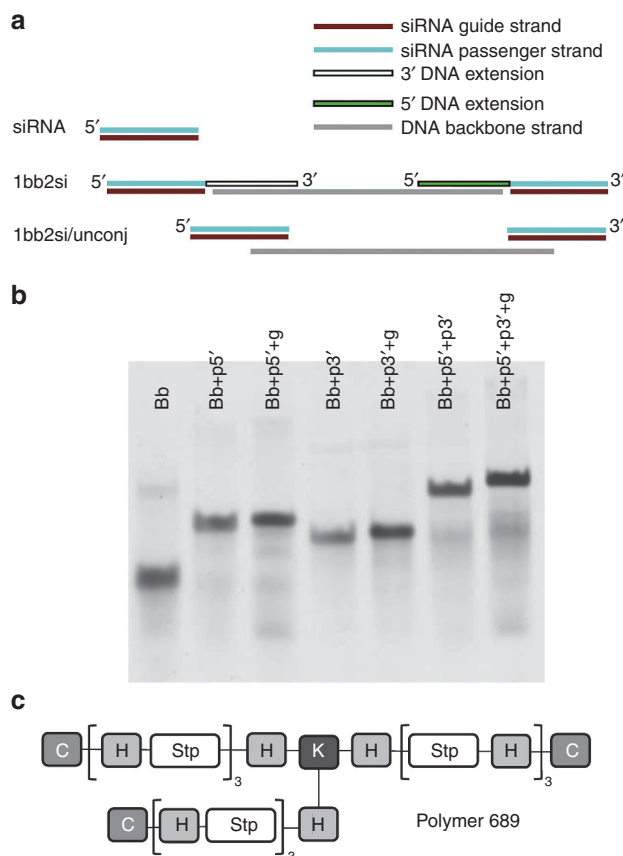 a
siRNA guide strand
siRNA passenger strand
3′ DNA extension
5′ DNA extension
DNA backbone strand
siRNA 5′
1bb2si 5′ 3′ 5′ 3′
1bb2si/unconj 5′ 3′
b
Bb
Bb+p5′
Bb+p5′+g
Bb+p3′
Bb+p3′+g
Bb+p5′+p3′
Bb+p5′+p3′+g
c
C H Stp 3 H K H Stp H 3 C
C H Stp 3 H
Polymer 689